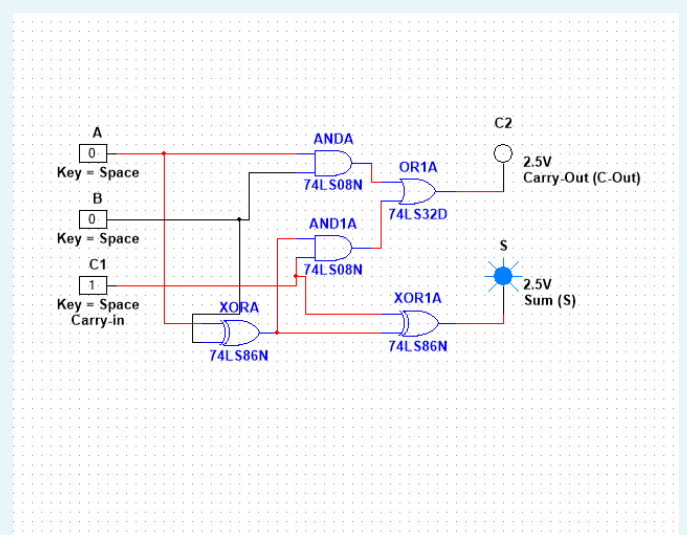 A
0
Key = Space
B
0
Key = Space
C1
1
Key = Space
Carry-in
ANDA
74LS08N
AND1A
74LS08N
XORA
74LS86N
OR1A
74LS32D
XOR1A
74LS86N
C2
2.5V
Carry-Out (C-Out)
S
2.5V
Sum (S)